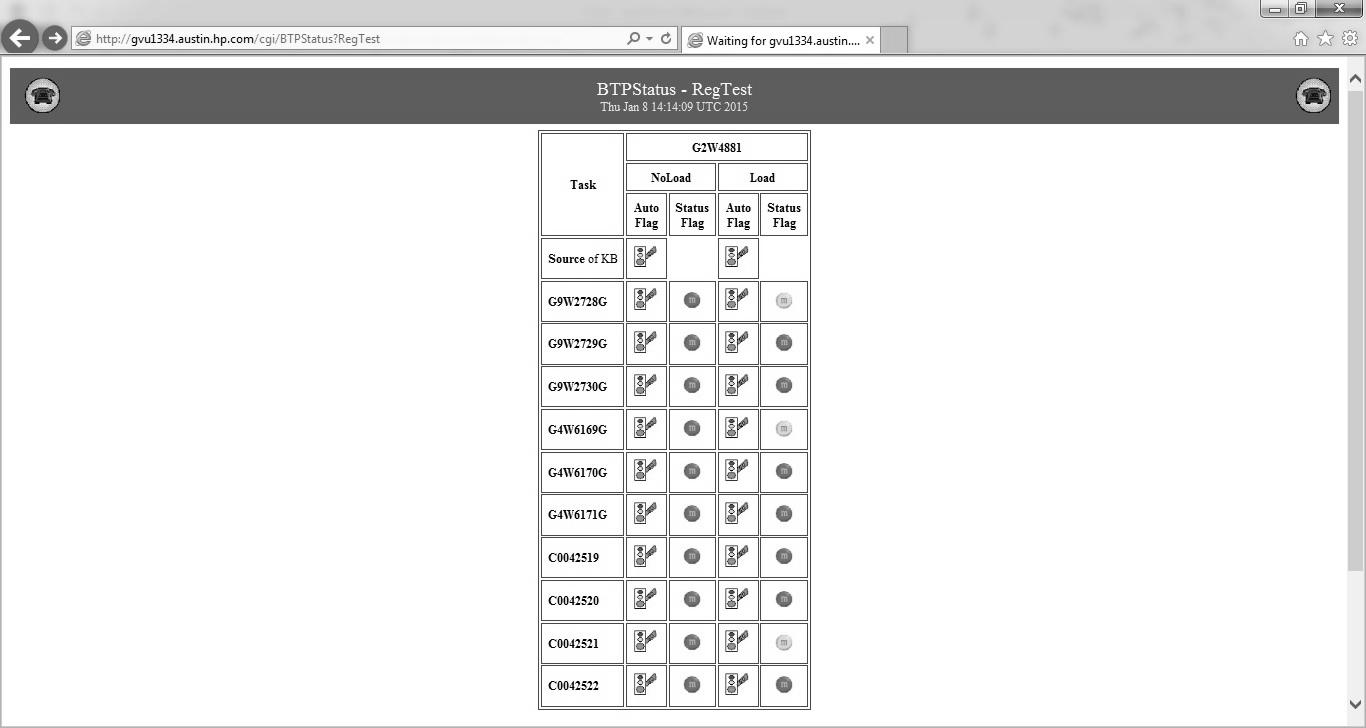 http://gvu1334.austin.hp.com/cgi/BTPStatus?RegTest
Waiting for gvu1334.austin....
BTPStatus - RegTest
Thu Jan 8 14:14:09 UTC 2015
Task
G2W4881
NoLoad Load
Auto Flag Status Flag Auto Flag Status Flag
Source of KB
G9W2728G m m
G9W2729G m m
G9W2730G m m
G4W6169G m m
G4W6170G m m
G4W6171G m m
C0042519 m m
C0042520 m m
C0042521 m m
C0042522 m m